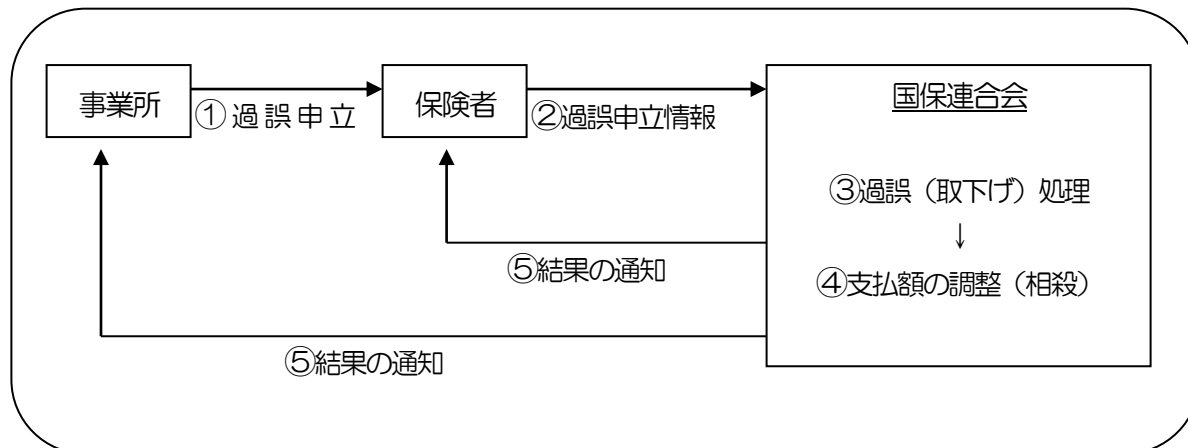 事業所
①過誤申立
保険者
②過誤申立情報
国保連合会
③過誤（取下げ）処理
↓
④支払額の調整（相殺）
⑤結果の通知
⑤結果の通知